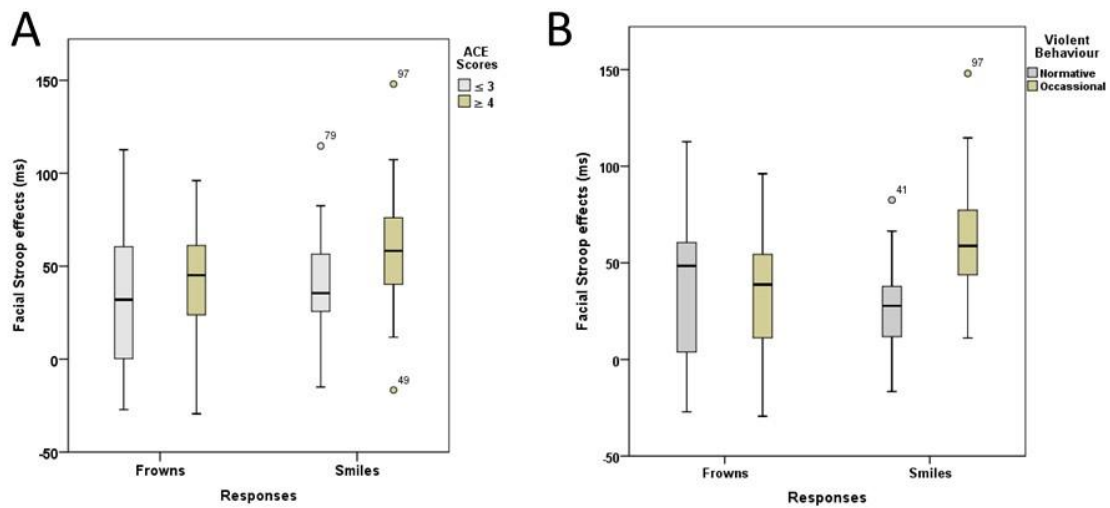 A
ACE
Scores
≤ 3
≥ 4
150
100
50
0
-50
Facial Stroop effects (ms)
79
97
49
Frowns
Smiles
Responses
B
Violent
Behaviour
Normative
Occassional
150
100
50
0
-50
Facial Stroop effects (ms)
41
97
Frowns
Smiles
Responses